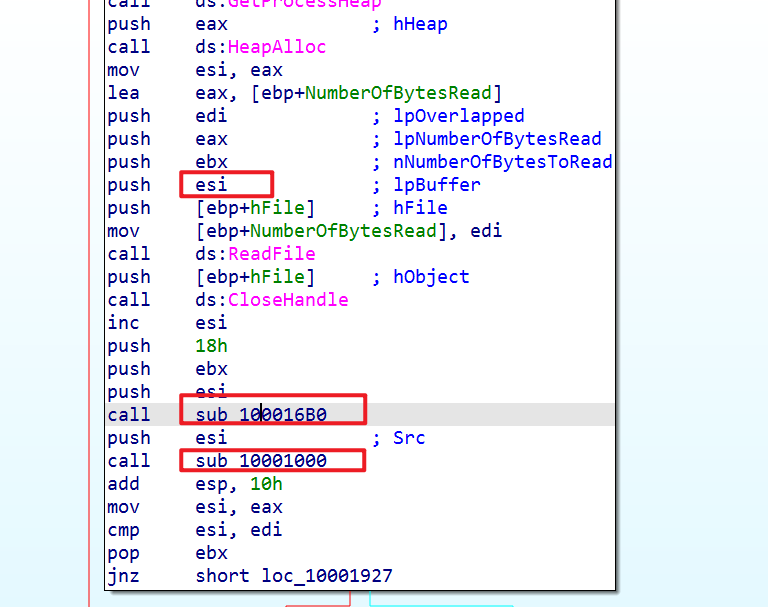 call ds:GetProcessHeap
push eax ; hHeap
call ds:HeapAlloc
mov esi, eax
lea eax, [ebp+NumberOfBytesRead]
push edi ; lpOverlapped
push eax ; lpNumberOfBytesRead
push ebx ; nNumberOfBytesToRead
push esi ; lpBuffer
push [ebp+hFile] ; hFile
mov [ebp+NumberOfBytesRead], edi
call ds:ReadFile
push [ebp+hFile] ; hObject
call ds:CloseHandle
inc esi
push 18h
push ebx
push esi
call sub_100016B0
push esi ; Src
call sub_10001000
add esp, 10h
mov esi, eax
cmp esi, edi
pop ebx
jnz short loc_10001927